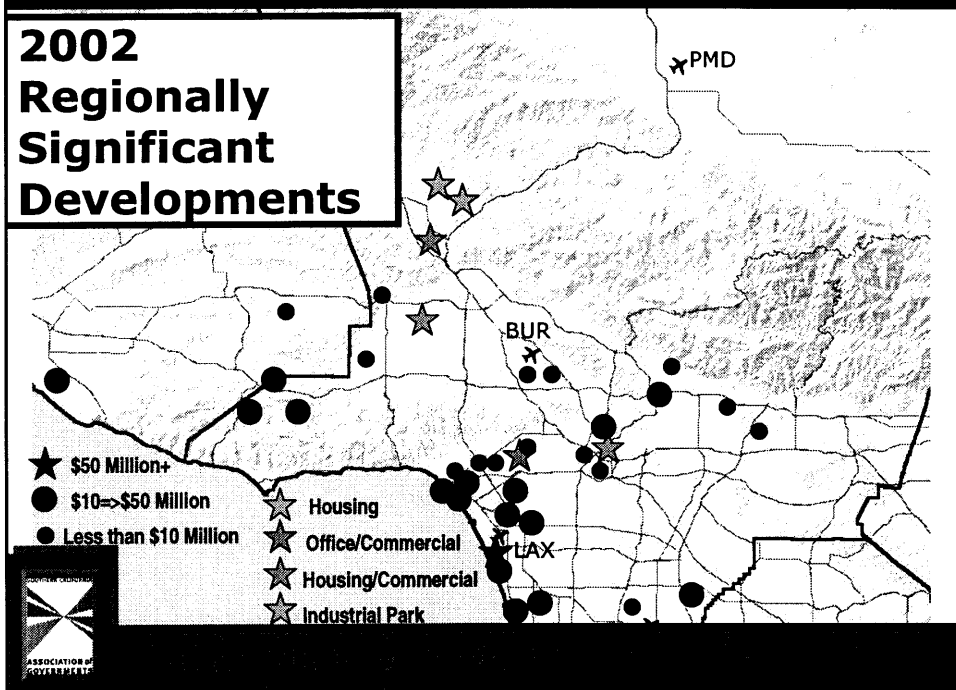 2002
Regionally
Significant
Developments
PMD
BUR
LAX
$50 Million+
$10=>$50 Million
Less than $10 Million
Housing
Office/Commercial
Housing/Commercial
Industrial Park
ASSOCIATION of
GOVERNMENTS